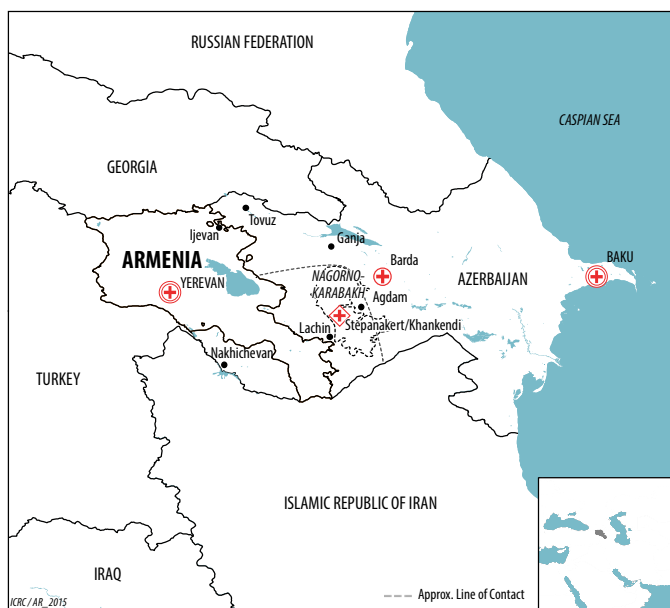 RUSSIAN FEDERATION
CASPIAN SEA
GEORGIA
Tovuz
Ijevan
Ganja
ARMENIA
Barda
BAKU
YEREVAN
NAGORNO-
KARABAKH
AZERBAIJAN
Agdam
Stepanakert/Khankendi
Lachin
Nakhichevan
TURKEY
ISLAMIC REPUBLIC OF IRAN
IRAQ
Approx. Line of Contact
ICRC / AR_2015